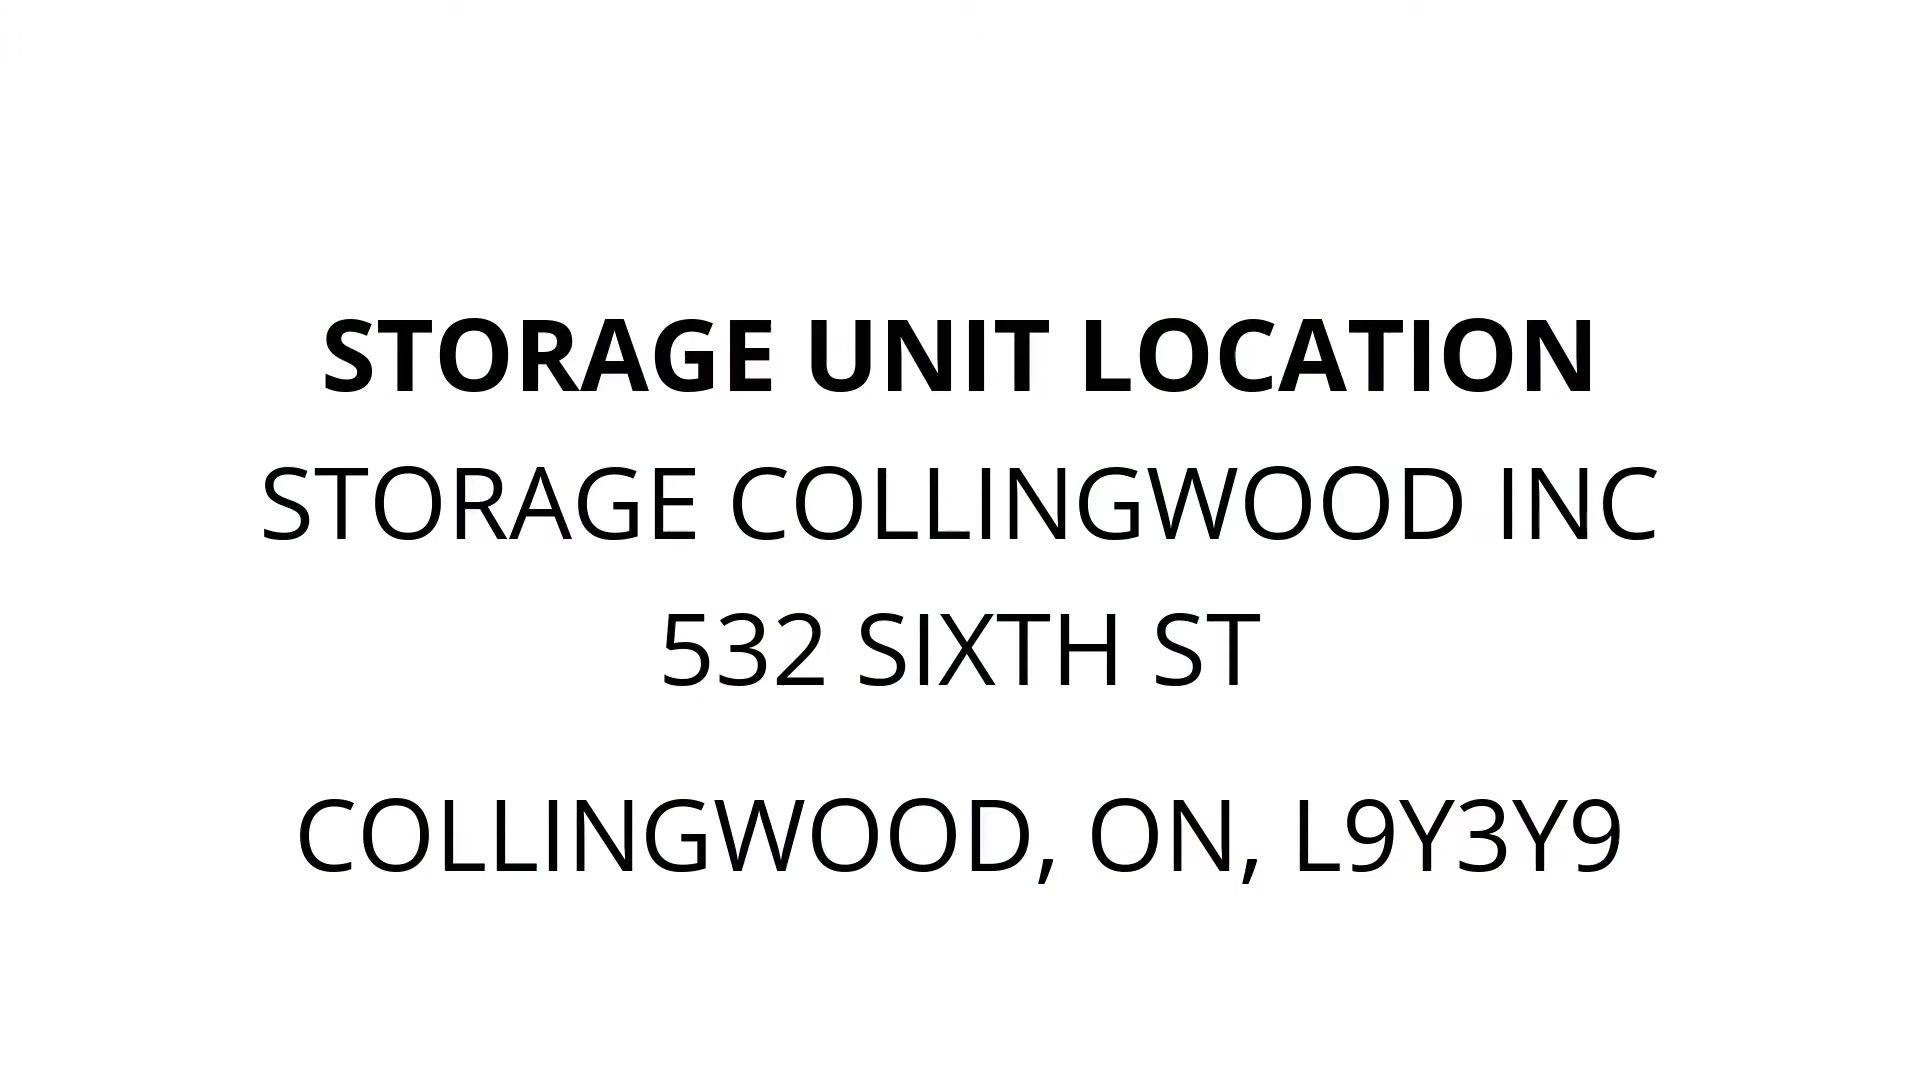 STORAGE UNIT LOCATION
STORAGE COLLINGWOOD INC
532 SIXTH ST
COLLINGWOOD, ON, L9Y3Y9